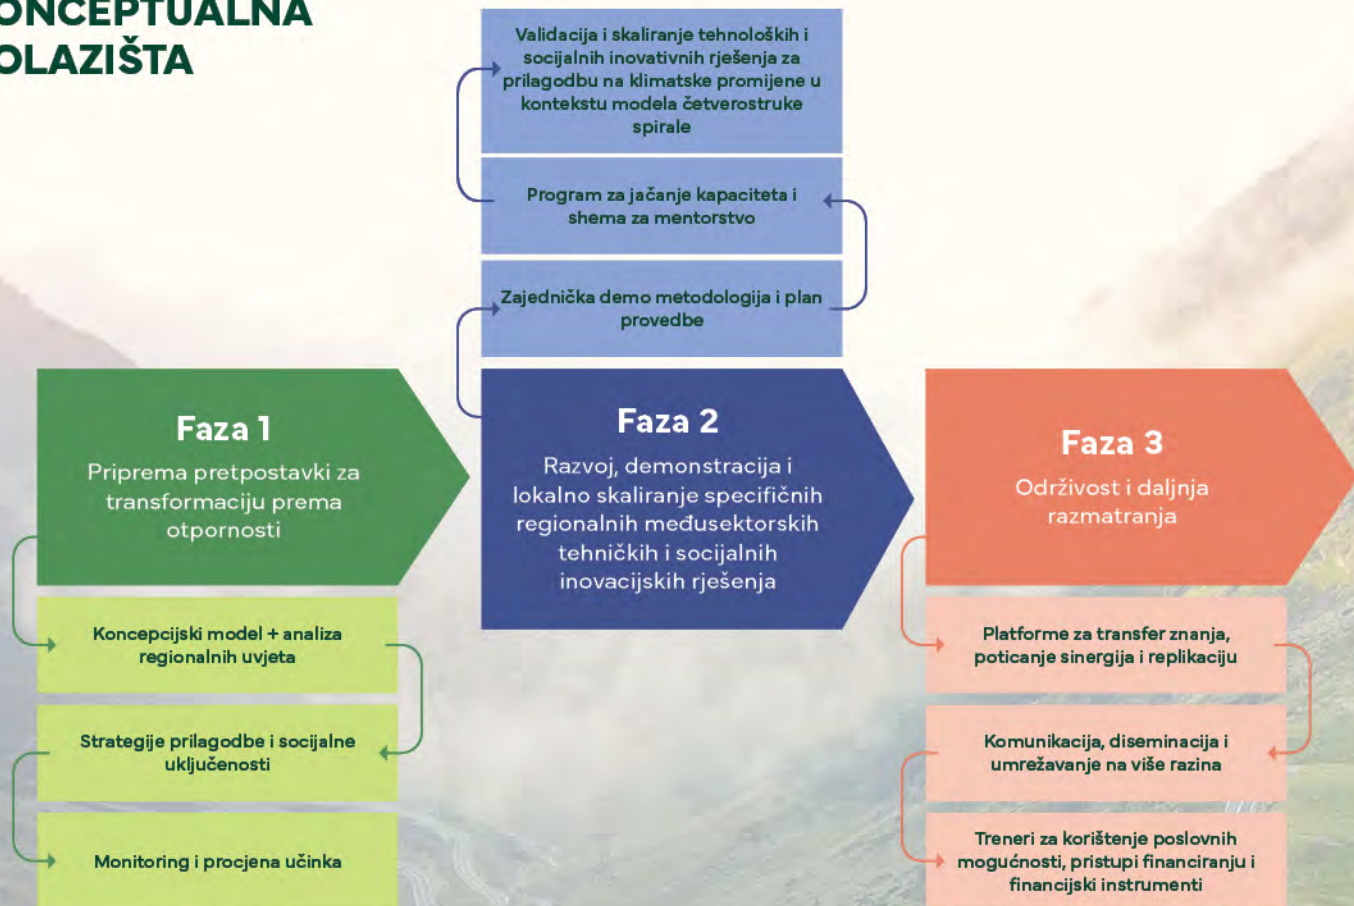 ONCEPTUALNA
OLAZIŠTA
Validacija i skaliranje tehnoloških i
socijalnih inovativnih rješenja za
prilagodbu na klimatske promijene u
kontekstu modela četverostruke
spirale
Program za jačanje kapaciteta i
shema za mentorstvo
Zajednička demo metodologija i plan
provedbe
Faza 1
Priprema pretpostavki za
transformaciju prema
otpornosti
Koncepcijski model + analiza
regionalnih uvjeta
Strategije prilagodbe i socijalne
uključenosti
Monitoring i procjena učinka
Faza 2
Razvoj, demonstracija i
lokalno skaliranje specifičnih
regionalnih međusektorskih
tehničkih i socijalnih
inovacijskih rješenja
Faza 3
Održivost i daljnja
razmatranja
Platforme za transfer znanja,
poticanje sinergija i replikaciju
Komunikacija, diseminacija i
umrežavanje na više razina
Treneri za korištenje poslovnih
mogućnosti, pristupi financiranju i
financijski instrumenti